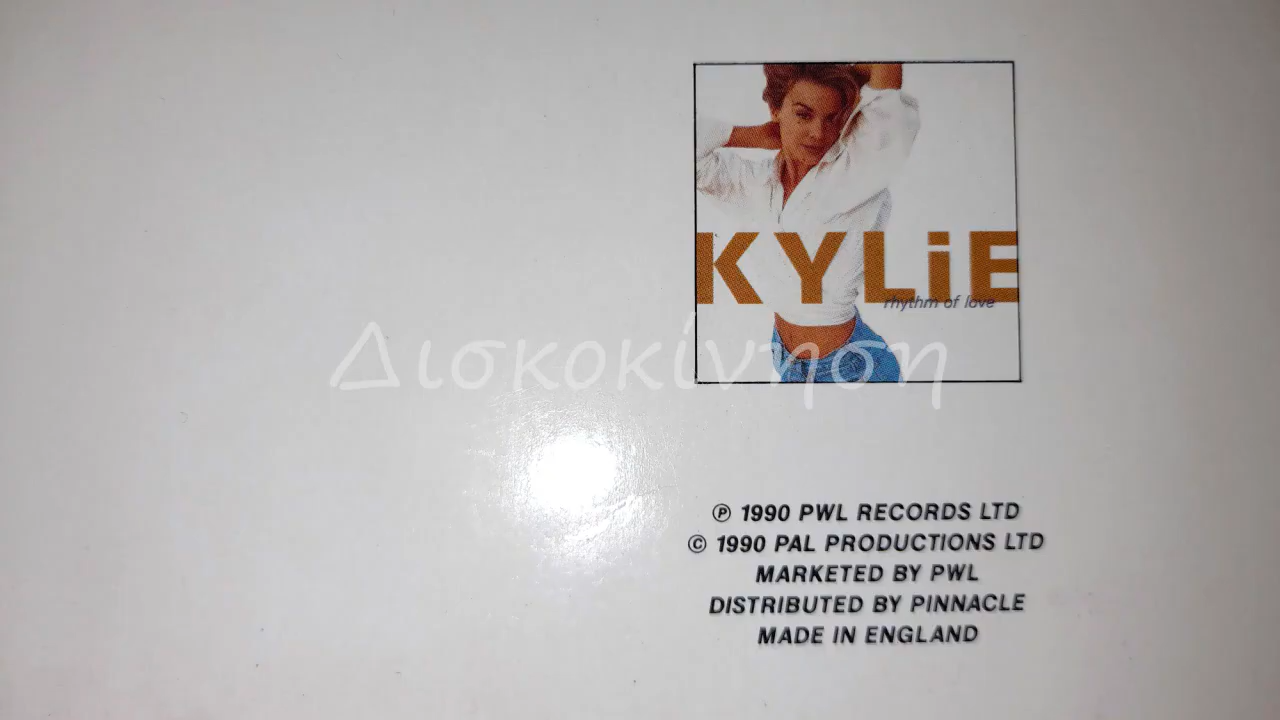 KYLiE
rhythm of love
Δισκοκίνηση
℗ 1990 PWL RECORDS LTD
© 1990 PAL PRODUCTIONS LTD
MARKETED BY PWL
DISTRIBUTED BY PINNACLE
MADE IN ENGLAND